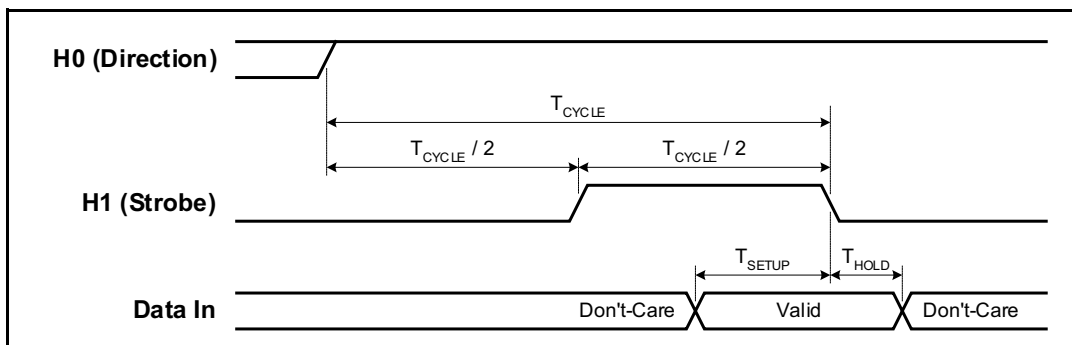 H0 (Direction)
T_CYCLE
T_CYCLE / 2
T_CYCLE / 2
H1 (Strobe)
T_SETUP
T_HOLD
Data In
Don't-Care
Valid
Don't-Care